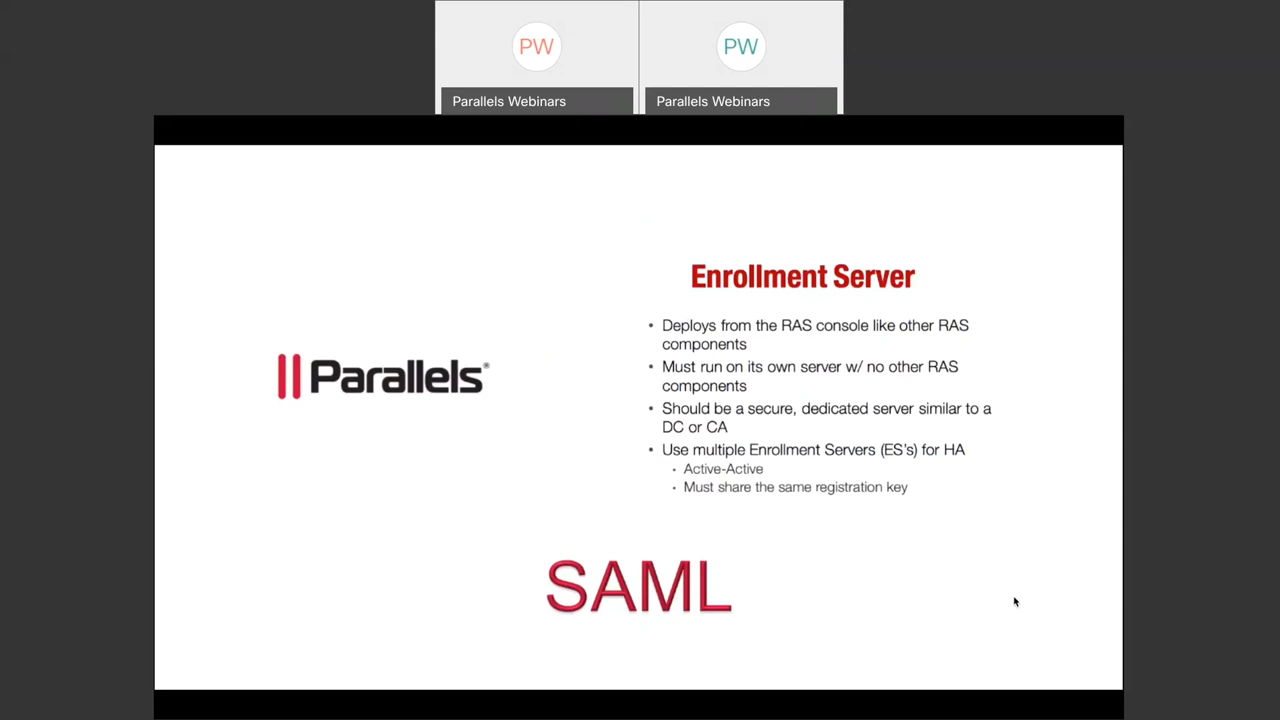 PW
PW
Parallels Webinars
Parallels Webinars
Enrollment Server
• Deploys from the RAS console like other RAS
components
• Must run on its own server w/ no other RAS
components
• Should be a secure, dedicated server similar to a
DC or CA
• Use multiple Enrollment Servers (ES's) for HA
• Active-Active
• Must share the same registration key
Parallels®
SAML